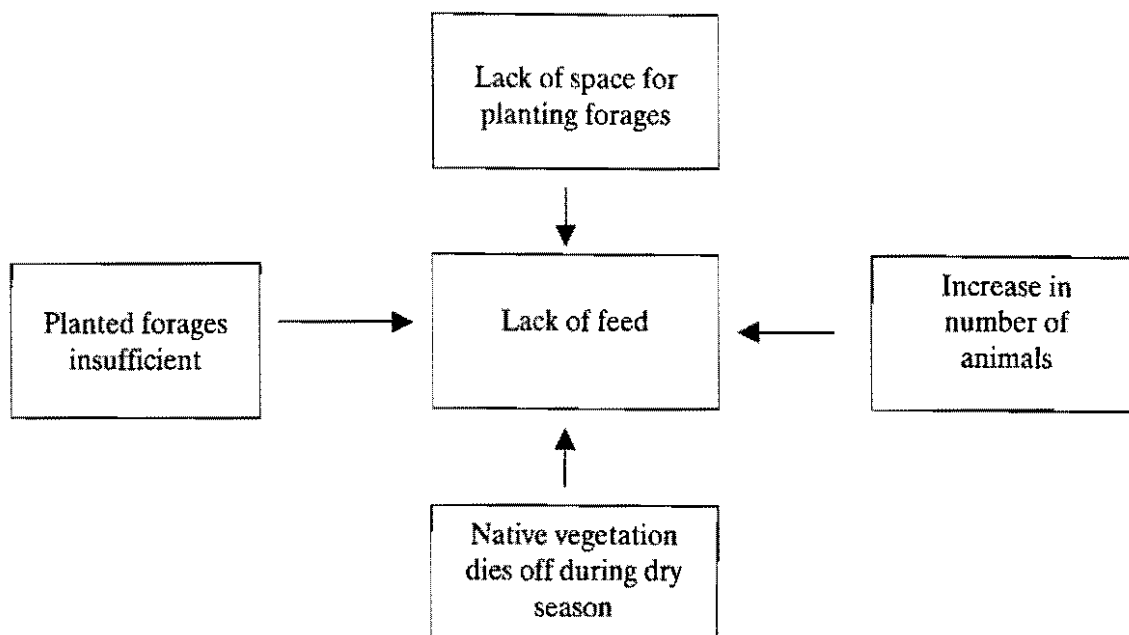 Lack of space for
planting forages
Planted forages
insufficient
Lack of feed
Increase in
number of
animals
Native vegetation
dies off during dry
season